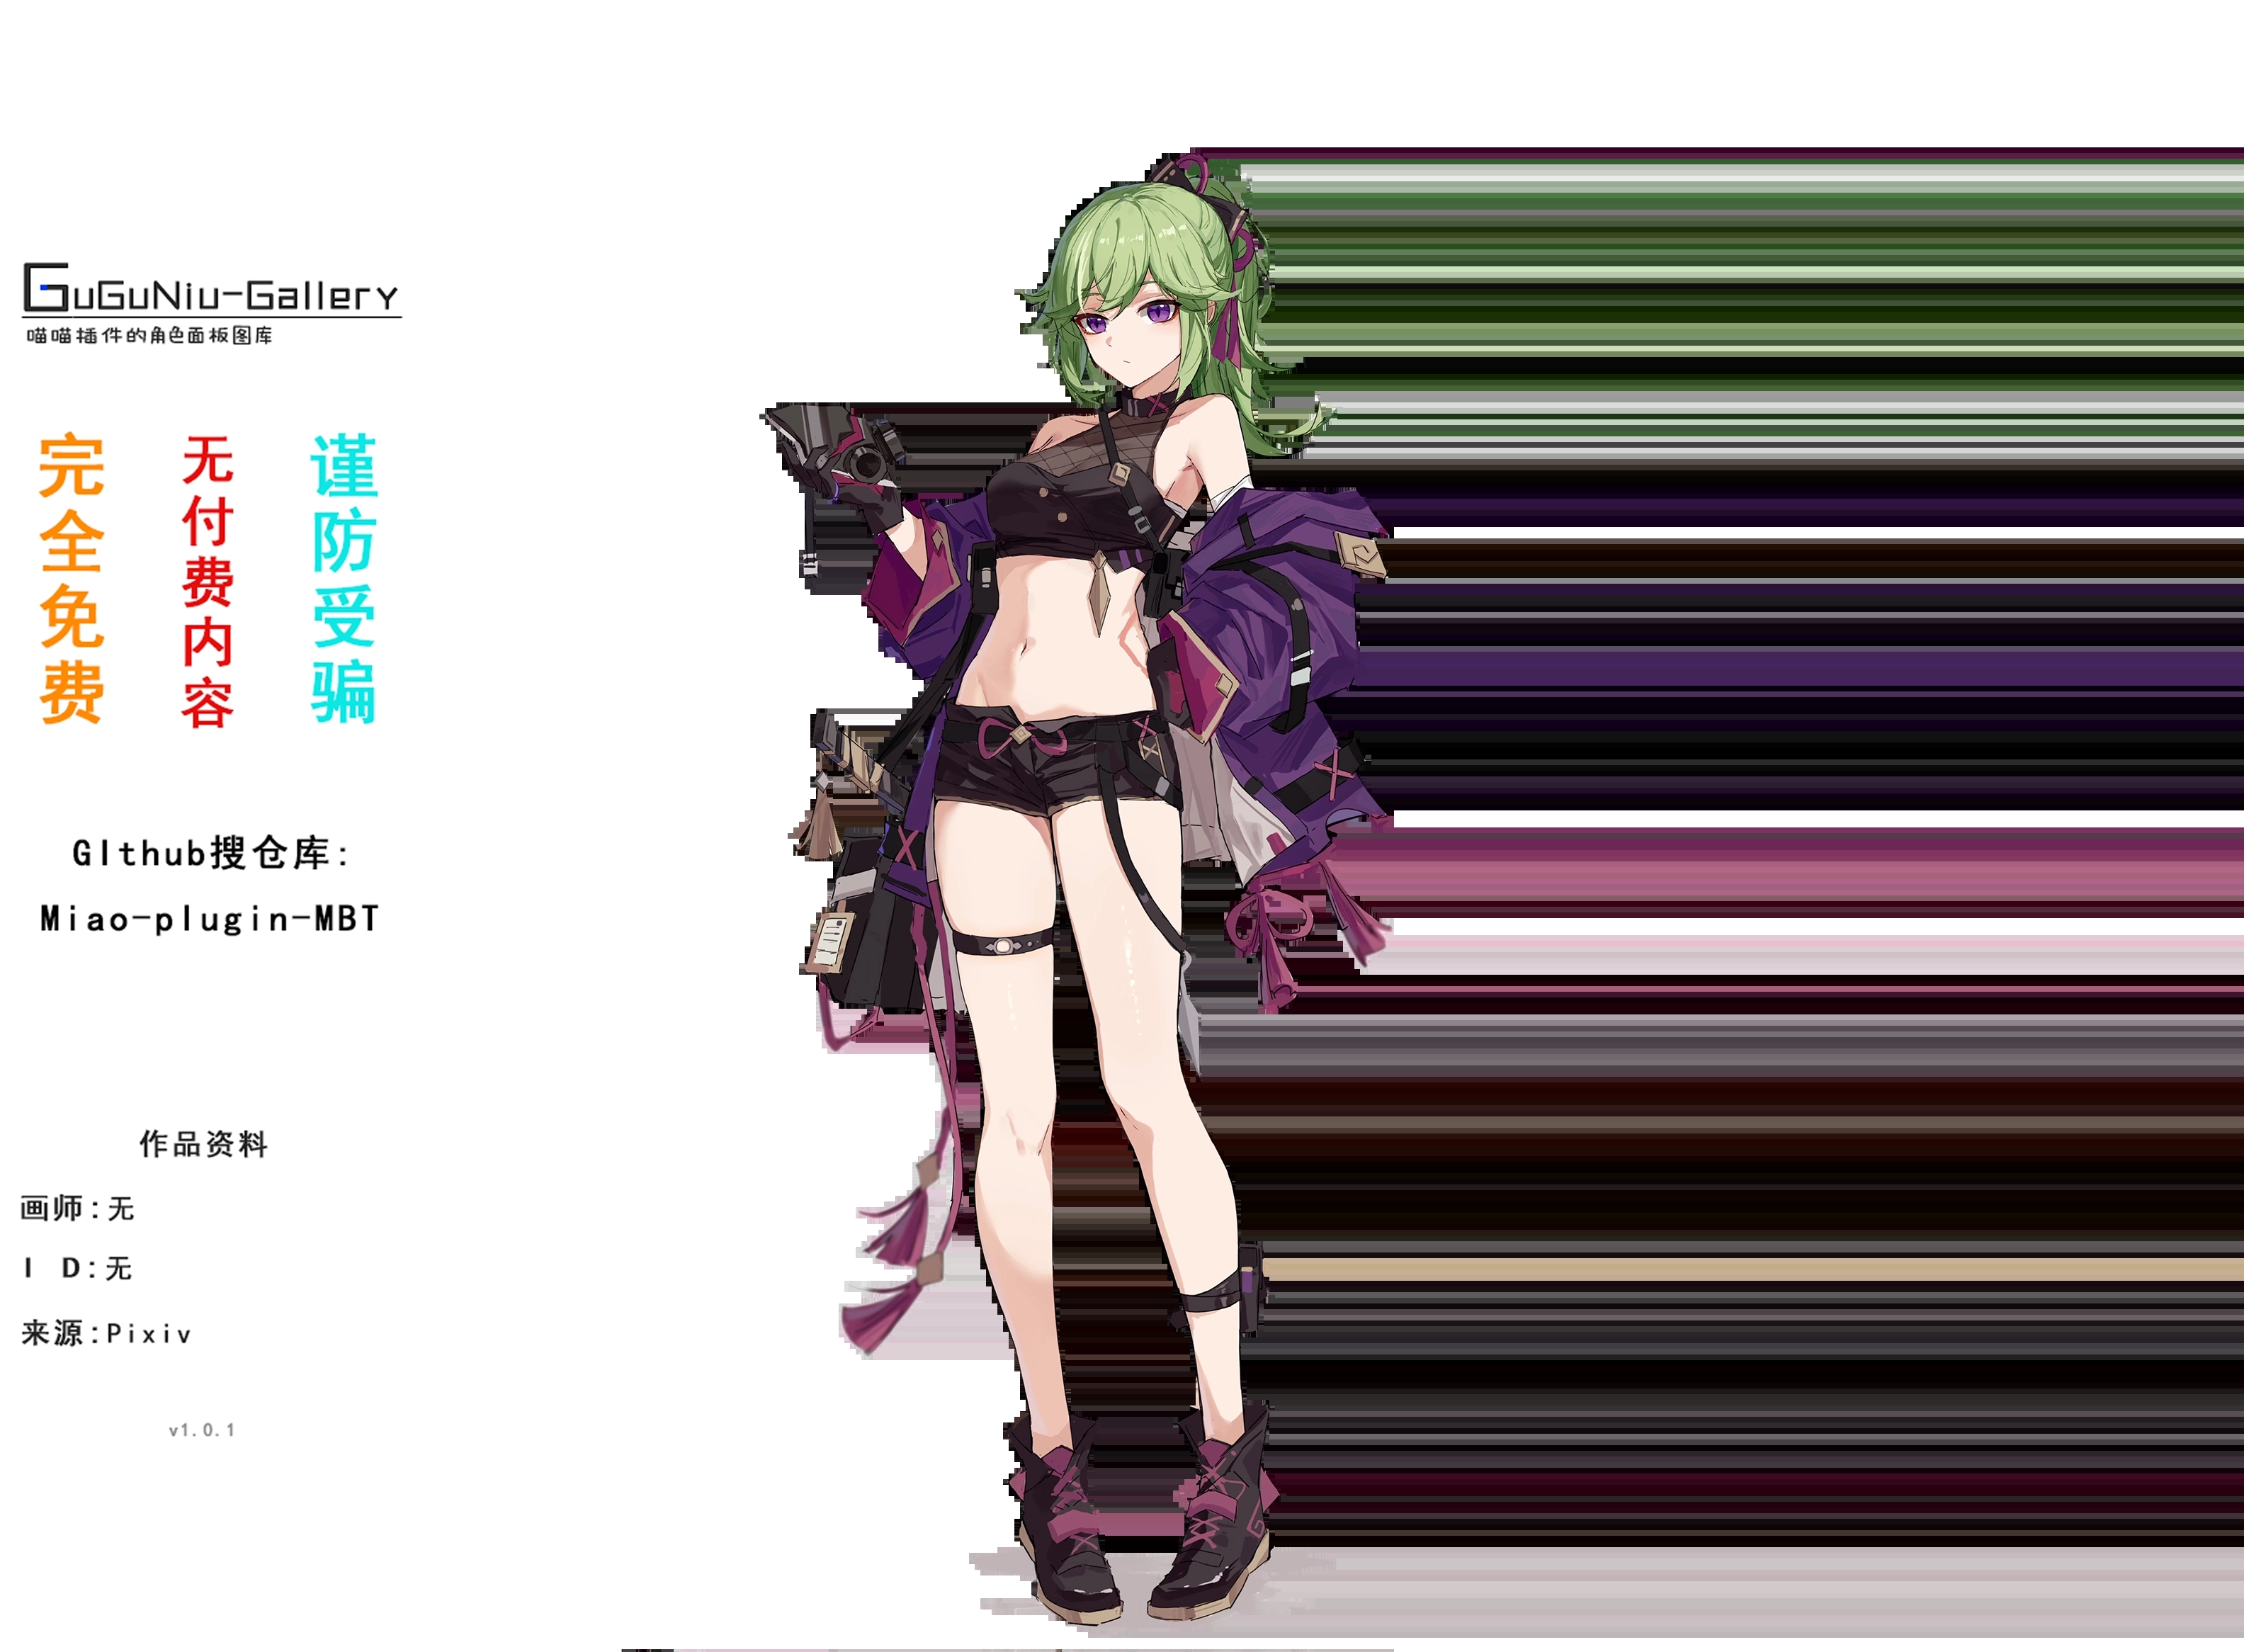 GuGuNiu-Gallery
喵喵插件的角色面板图库
完全免费
无付费内容
谨防受骗
GIthub搜仓库:
Miao-plugin-MBT
作品资料
画师:无
I D:无
来源:Pixiv
v1.0.1